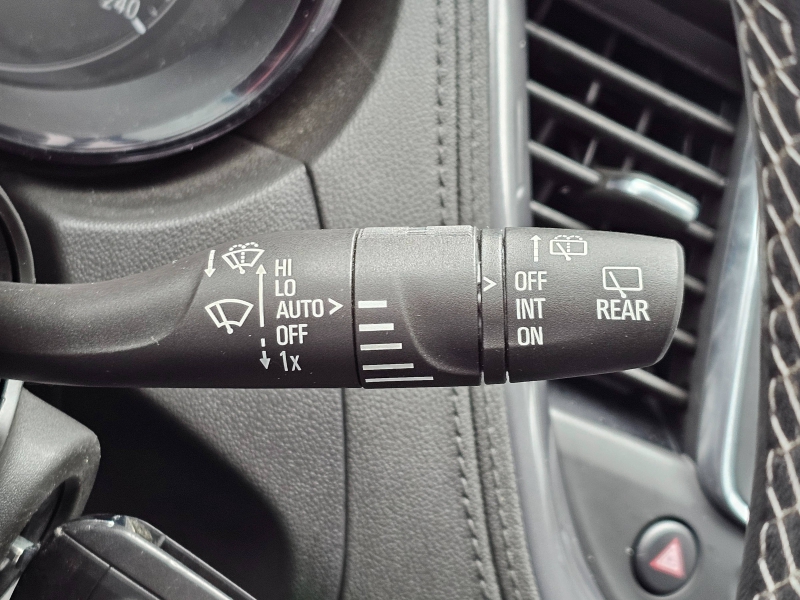 240
HI
LO
AUTO >
OFF
1x
>
OFF
INT
ON
REAR